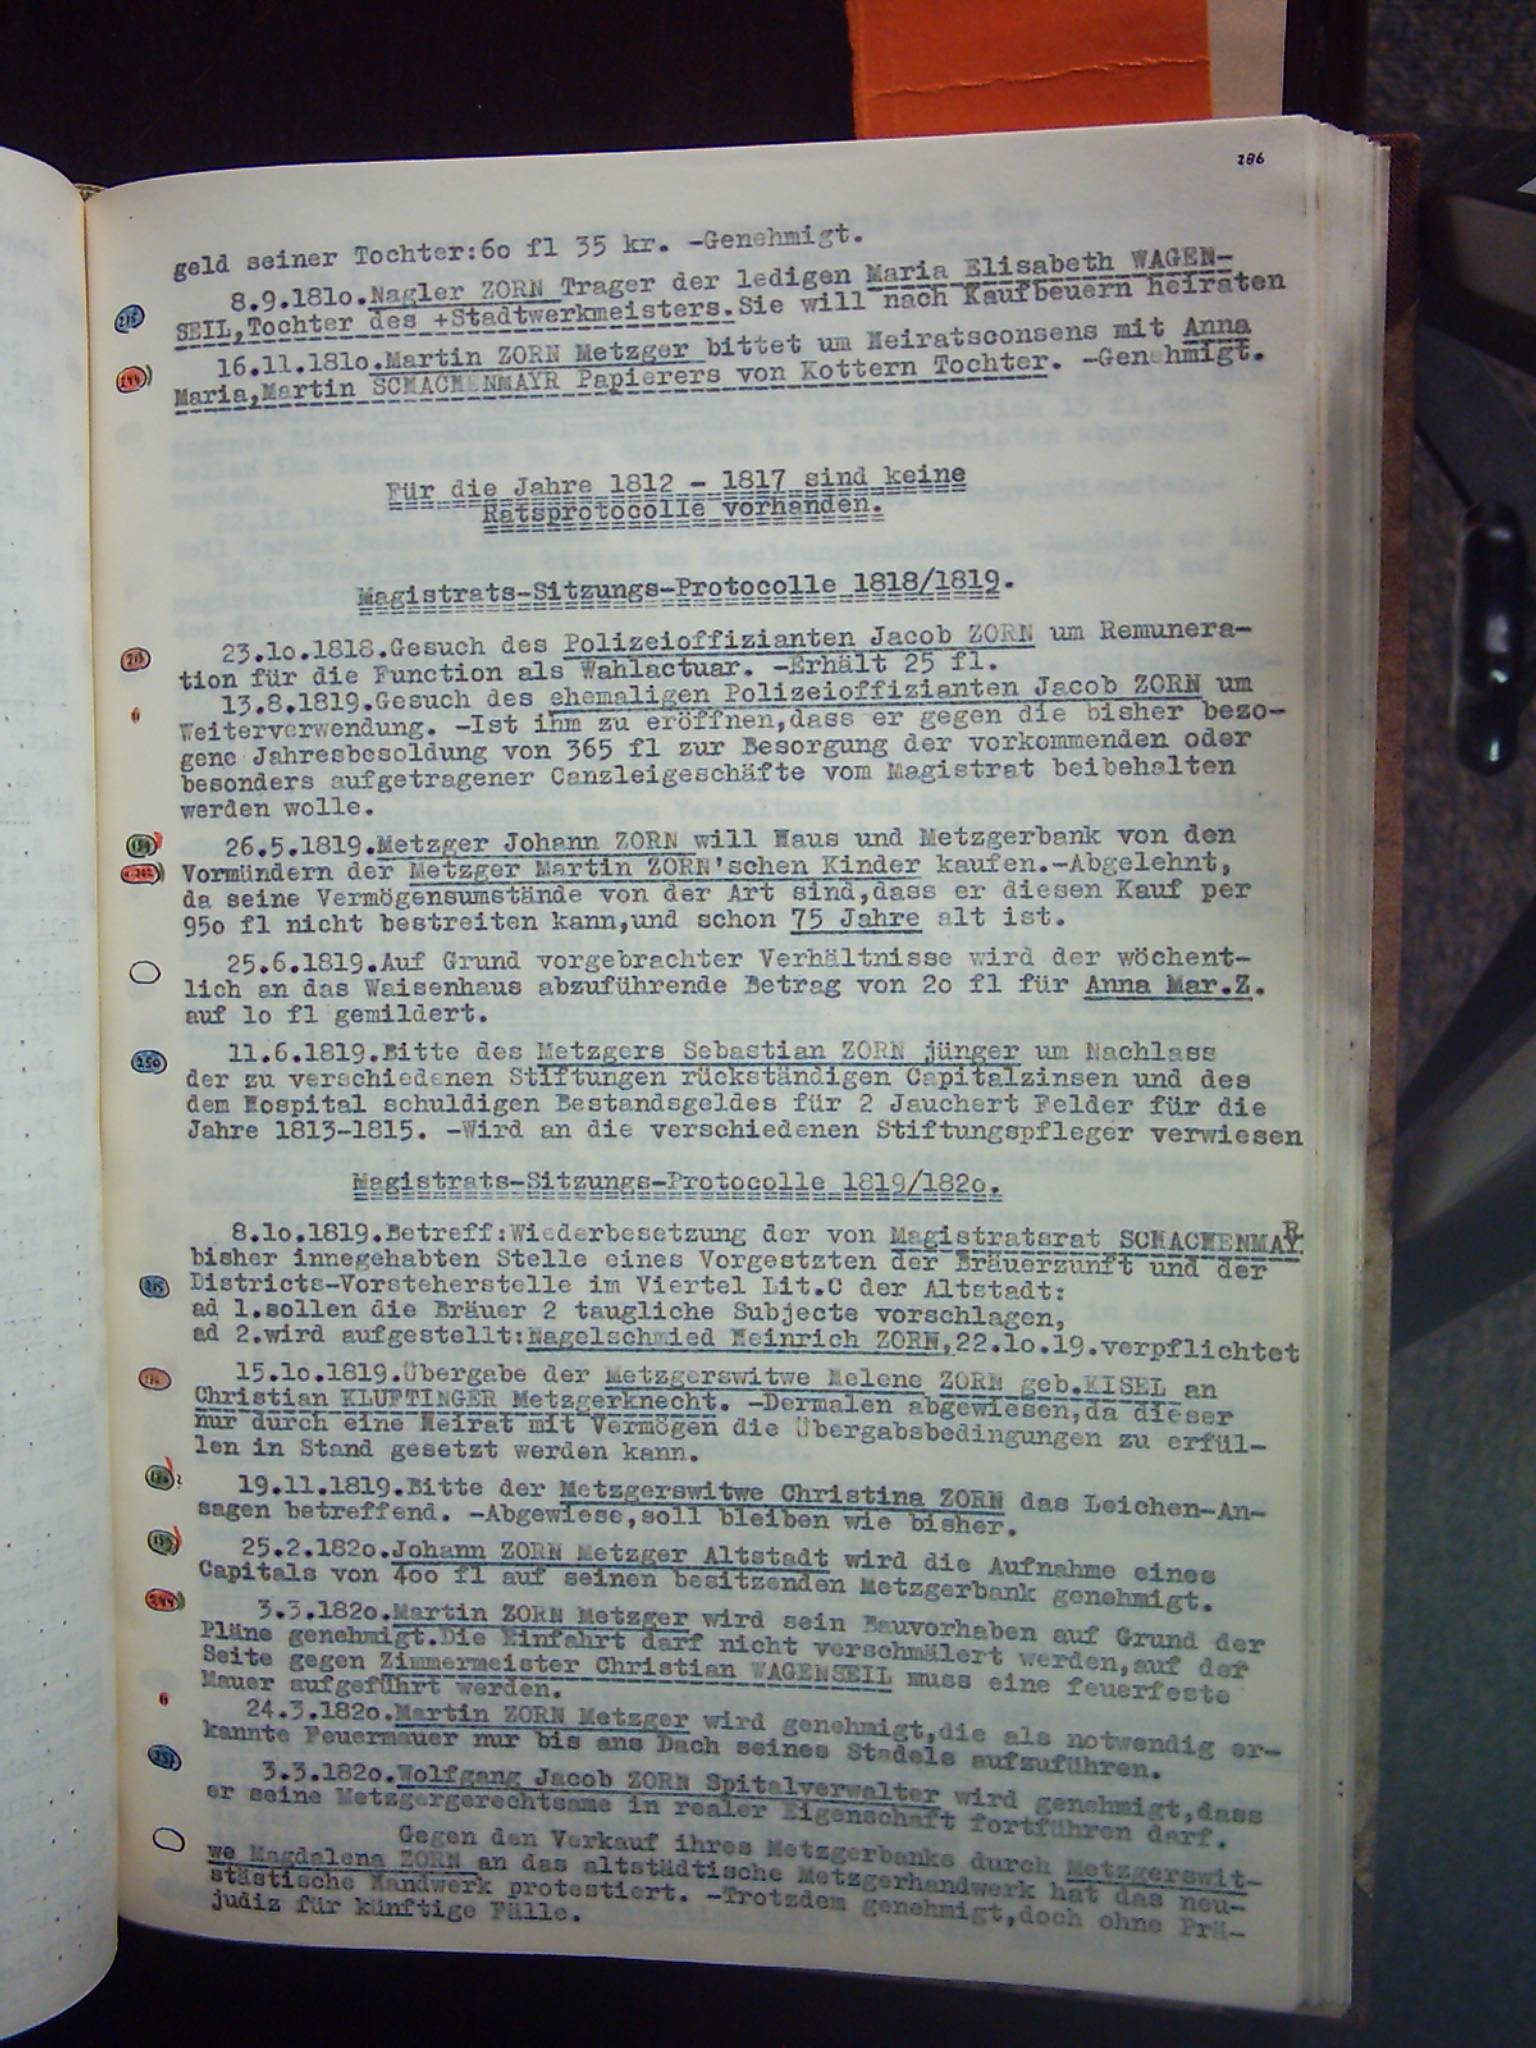 286
geld seiner Tochter:6o fl 35 kr. -Genehmigt.
8.9.181o.Nagler ZORN Trager der ledigen Maria Elisabeth WAGEN-
215
SEIL,Tochter des +Stadtwerkmeisters.Sie will nach Kaufbeuern heiraten
16.11.181o.Martin ZORN Metzger bittet um Heiratsconsens mit Anna
244
Maria,Martin SCHACHENMAYR Papierers von Kottern Tochter. -Genehmigt.
Für die Jahre 1812 - 1817 sind keine
Ratsprotocolle vorhanden.
Magistrats-Sitzungs-Protocolle 1818/1819.
23.1o.1818.Gesuch des Polizeioffizianten Jacob ZORN um Remunera-
213
tion für die Function als Wahlactuar. -Erhält 25 fl.
13.8.1819.Gesuch des ehemaligen Polizeioffizianten Jacob ZORN um
"
Weiterverwendung. -Ist ihm zu eröffnen,dass er gegen die bisher bezo-
gene Jahresbesoldung von 365 fl zur Besorgung der vorkommenden oder
besonders aufgetragener Canzleigeschäfte vom Magistrat beibehalten
werden wolle.
26.5.1819.Metzger Johann ZORN will Haus und Metzgerbank von den
Vormündern der Metzger Martin ZORN'schen Kinder kaufen.-Abgelehnt,
da seine Vermögensumstände von der Art sind,dass er diesen Kauf per
95o fl nicht bestreiten kann,und schon 75 Jahre alt ist.
25.6.1819.Auf Grund vorgebrachter Verhältnisse wird der wöchent-
lich an das Waisenhaus abzuführende Betrag von 2o fl für Anna Mar.Z.
auf 1o fl gemildert.
11.6.1819.Bitte des Metzgers Sebastian ZORN jünger um Nachlass
250
der zu verschiedenen Stiftungen rückständigen Capitalzinsen und des
dem Hospital schuldigen Bestandsgeldes für 2 Jauchert Felder für die
Jahre 1813-1815. -Wird an die verschiedenen Stiftungspfleger verwiesen
Magistrats-Sitzungs-Protocolle 1819/182o.
8.1o.1819.Betreff:Wiederbesetzung der von Magistratsrat SCHACHENMAYR
bisher innegehabten Stelle eines Vorgestzten der Bräuerzunft und der
215
Districts-Vorsteherstelle im Viertel Lit.C der Altstadt:
ad 1.sollen die Bräuer 2 taugliche Subjecte vorschlagen,
ad 2.wird aufgestellt:Nagelschmied Heinrich ZORN,22.1o.19.verpflichtet
15.1o.1819.Übergabe der Metzgerswitwe Helene ZORN geb.KISEL an
Christian KLUFTINGER Metzgerknecht. -Dermalen abgewiesen,da dieser
nur durch eine Heirat mit Vermögen die Übergabsbedingungen zu erfül-
len in Stand gesetzt werden kann.
19.11.1819.Bitte der Metzgerswitwe Christina ZORN das Leichen-An-
sagen betreffend. -Abgewiese,soll bleiben wie bisher.
25.2.182o.Johann ZORN Metzger Altstadt wird die Aufnahme eines
Capitals von 4oo fl auf seinen besitzenden Metzgerbank genehmigt.
3.3.182o.Martin ZORN Metzger wird sein Bauvorhaben auf Grund der
244
Pläne genehmigt.Die Einfahrt darf nicht verschmälert werden,auf der
Seite gegen Zimmermeister Christian WAGENSEIL muss eine feuerfeste
Mauer aufgeführt werden.
24.3.182o.Martin ZORN Metzger wird genehmigt,die als notwendig er-
"
kannte Feuermauer nur bis ans Dach seines Stadels aufzuführen.
3.3.182o.Wolfgang Jacob ZORN Spitalverwalter wird genehmigt,dass
er seine Metzgergerechtsame in realer Eigenschaft fortführen darf.
Gegen den Verkauf ihres Metzgerbanks durch Metzgerswit-
we Magdalena ZORN an das altstädtische Metzgerhandwerk hat das neu-
stästische Handwerk protestiert. -Trotzdem genehmigt,doch ohne Prä-
judiz für künftige Fälle.